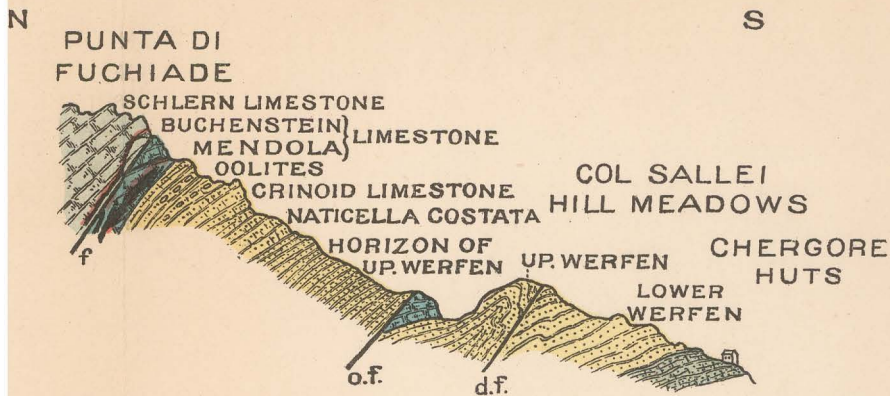 N
S
PUNTA DI
FUCHIADE
SCHLERN LIMESTONE
BUCHENSTEIN
MENDOLA } LIMESTONE
OOLITES
CRINOID LIMESTONE
NATICELLA COSTATA
HORIZON OF
UP. WERFEN
COL SALLEI
HILL MEADOWS
UP. WERFEN
CHERGORE
HUTS
LOWER
WERFEN
f
o.f.
d.f.